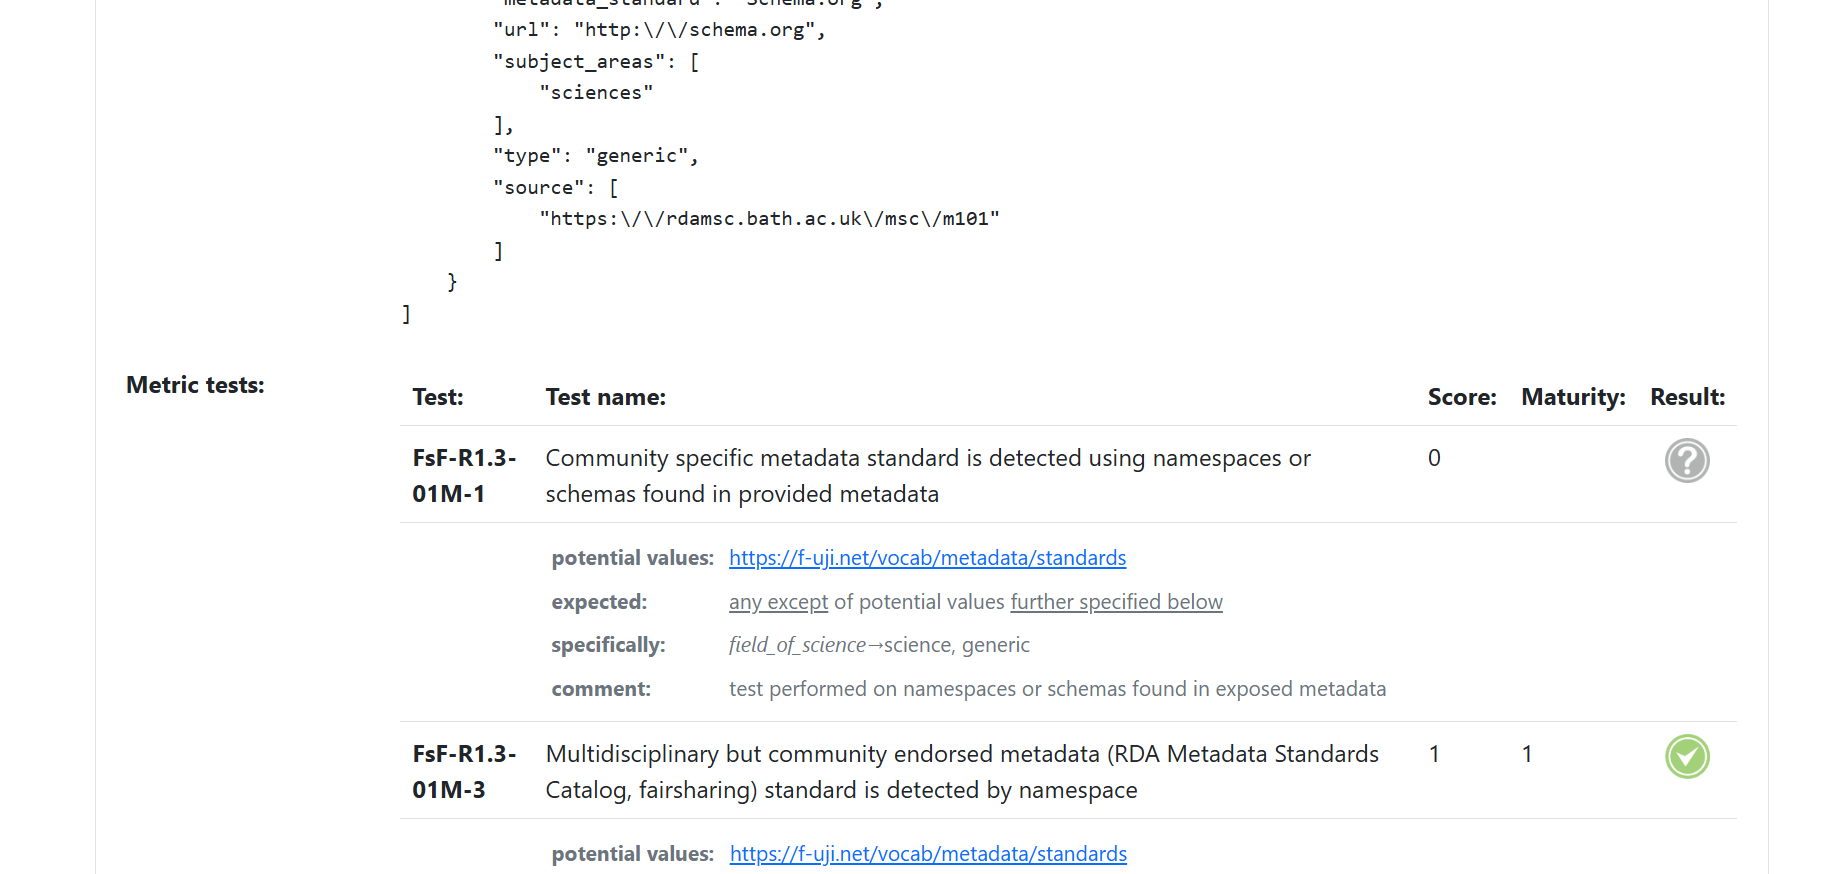 "metadata_standard": "Schema.org",
"url": "http:\/\/schema.org",
"subject_areas": [
"sciences"
],
"type": "generic",
"source": [
"https:\/\/rdamsc.bath.ac.uk\/msc\/m101"
]
}
]
Metric tests:
Test: Test name: Score: Maturity: Result:
FsF-R1.3-01M-1 Community specific metadata standard is detected using namespaces or 0
schemas found in provided metadata
potential values: https://f-uji.net/vocab/metadata/standards
expected: any except of potential values further specified below
specifically: field_of_science→science, generic
comment: test performed on namespaces or schemas found in exposed metadata
FsF-R1.3-01M-3 Multidisciplinary but community endorsed metadata (RDA Metadata Standards 1 1
Catalog, fairsharing) standard is detected by namespace
potential values: https://f-uji.net/vocab/metadata/standards